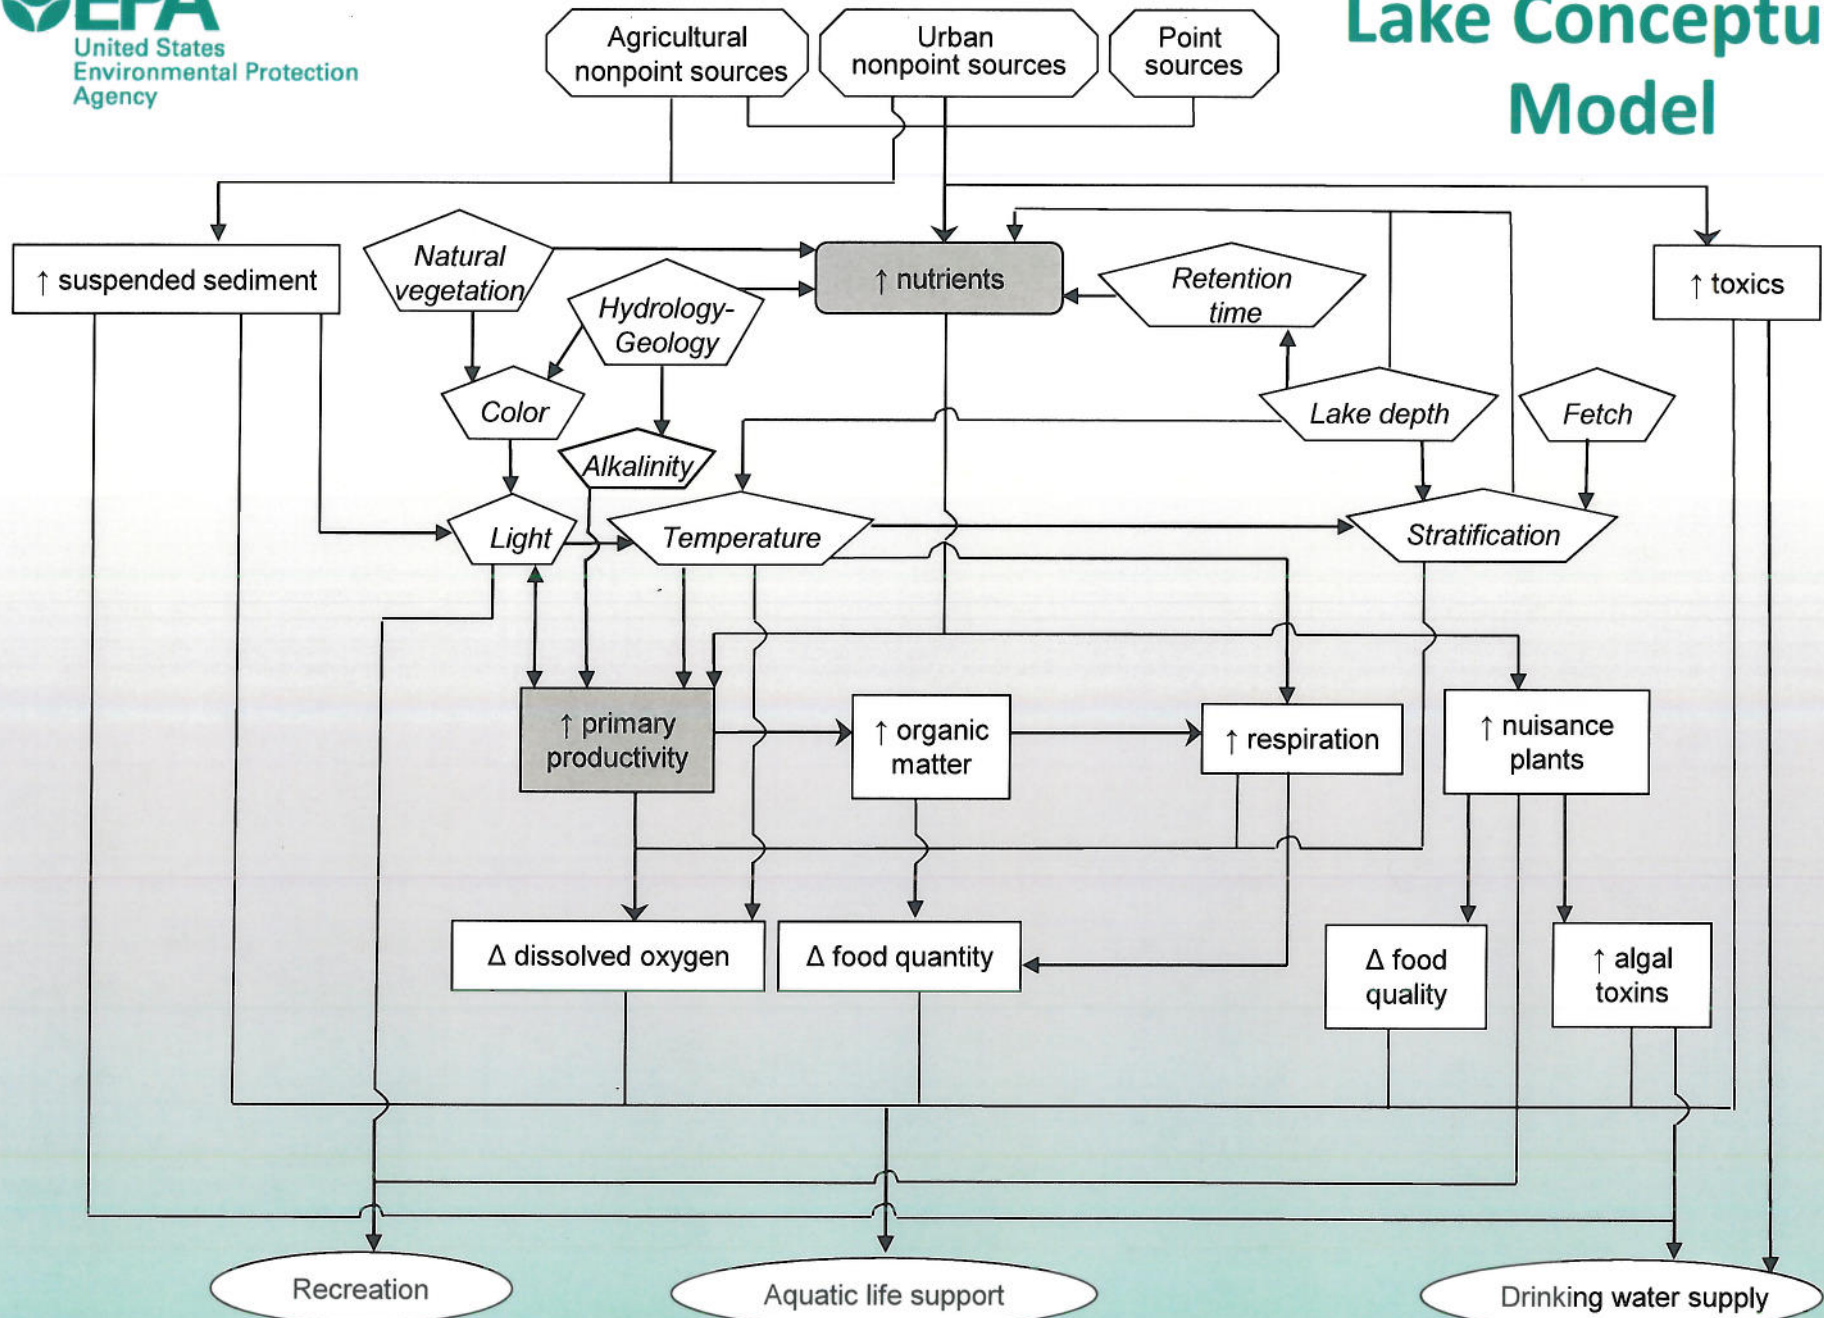 EPA
United States
Environmental Protection
Agency
Lake Conceptu
Model
Agricultural
nonpoint sources
Urban
nonpoint sources
Point
sources
↑ suspended sediment
Natural
vegetation
Hydrology-
Geology
↑ nutrients
Retention
time
↑ toxics
Color
Alkalinity
Lake depth
Fetch
Light
Temperature
Stratification
↑ primary
productivity
↑ organic
matter
↑ respiration
↑ nuisance
plants
Δ dissolved oxygen
Δ food quantity
Δ food
quality
↑ algal
toxins
Recreation
Aquatic life support
Drinking water supply